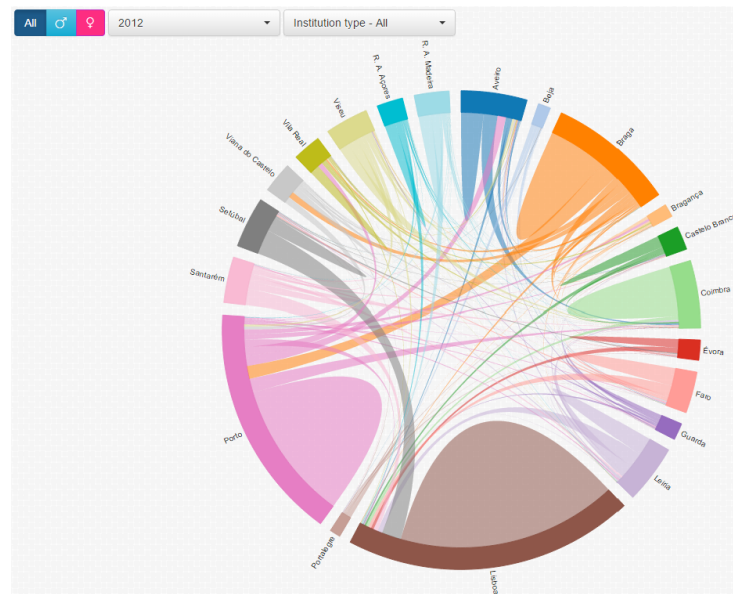 All ♂ ♀ 2012 Institution type - All
Aveiro
Beja
Braga
Bragança
Castelo Branc
Coimbra
Évora
Faro
Guarda
Leiria
Lisboa
Portalegre
Porto
Santarém
Setúbal
Viana do Castelo
Vila Real
Viseu
R. A. Açores
R. A. Madeira